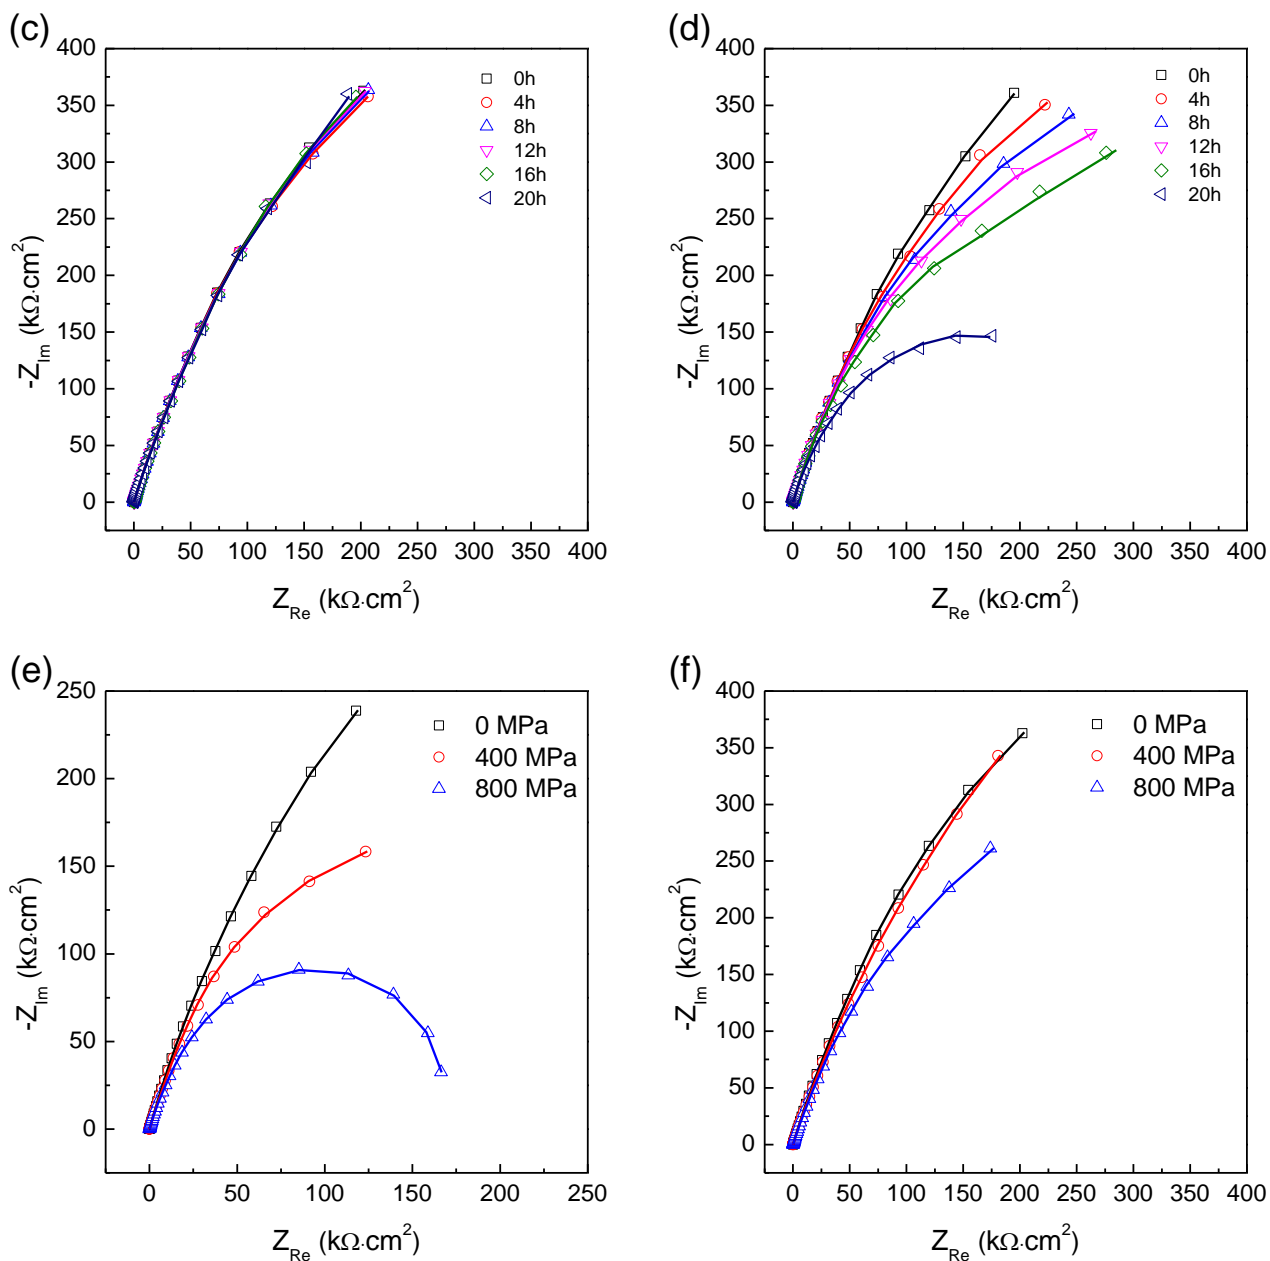 (c)
400
350
300
250
200
150
100
50
0
-Z_Im (kΩ·cm²)
0h
4h
8h
12h
16h
20h
0 50 100 150 200 250 300 350 400
Z_Re (kΩ·cm²)
(d)
400
350
300
250
200
150
100
50
0
-Z_Im (kΩ·cm²)
0h
4h
8h
12h
16h
20h
0 50 100 150 200 250 300 350 400
Z_Re (kΩ·cm²)
(e)
250
200
150
100
50
0
-Z_Im (kΩ·cm²)
0 MPa
400 MPa
800 MPa
0 50 100 150 200 250
Z_Re (kΩ·cm²)
(f)
400
350
300
250
200
150
100
50
0
-Z_Im (kΩ·cm²)
0 MPa
400 MPa
800 MPa
0 50 100 150 200 250 300 350 400
Z_Re (kΩ·cm²)